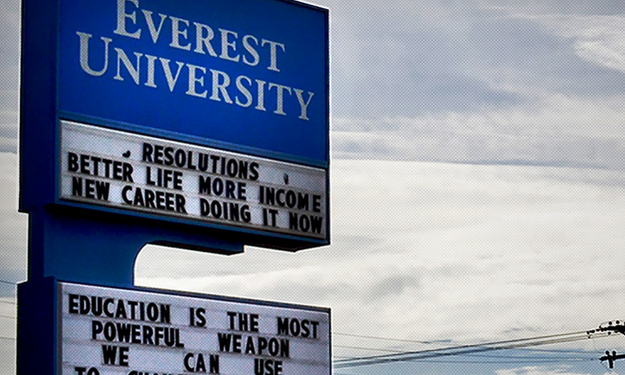 EVEREST
UNIVERSITY
RESOLUTIONS
BETTER LIFE MORE INCOME
NEW CAREER DOING IT NOW
EDUCATION IS THE MOST
POWERFUL WEAPON
WE CAN USE
TO